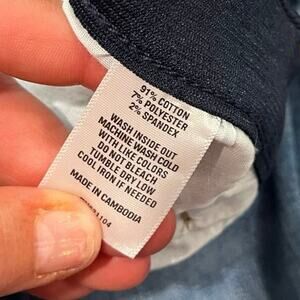 91% COTTON
7% POLYESTER
2% SPANDEX
WASH INSIDE OUT
MACHINE WASH COLD
WITH LIKE COLORS
DO NOT BLEACH
TUMBLE DRY LOW
COOL IRON IF NEEDED
MADE IN CAMBODIA